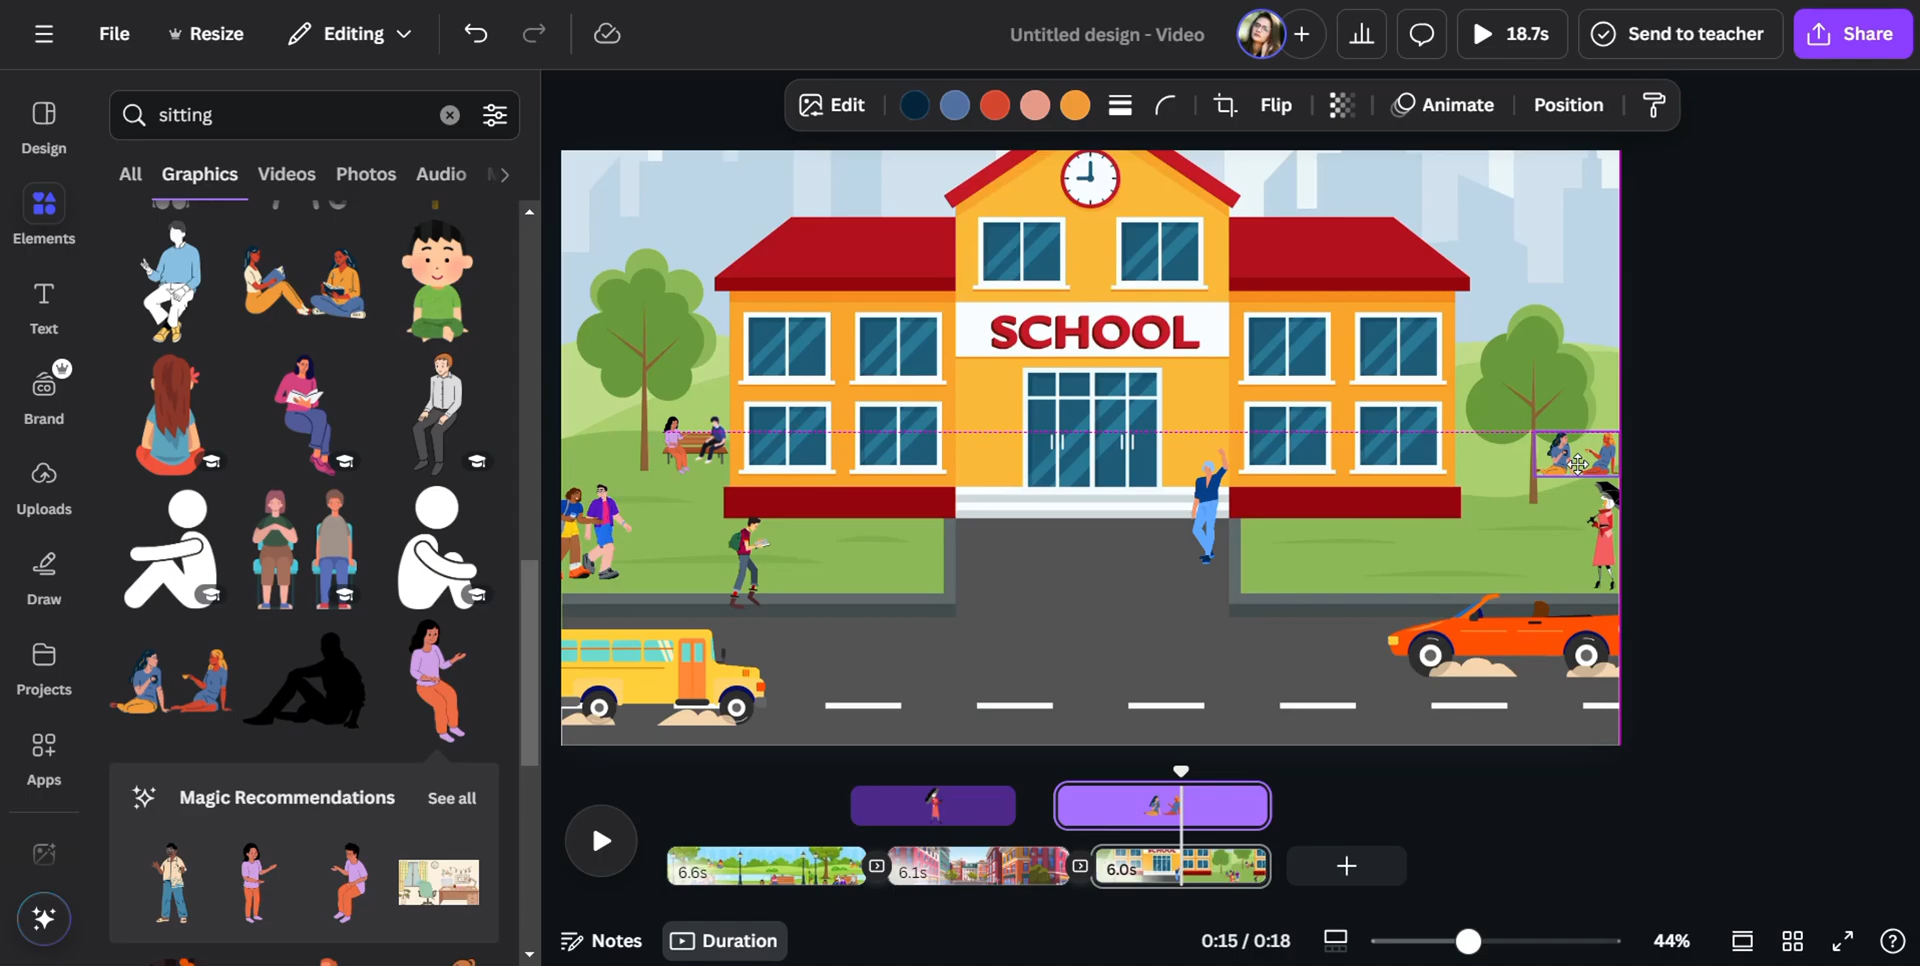 File
Resize
Editing
Untitled design - Video
18.7s
Send to teacher
Share
Design
Elements
Text
Brand
Uploads
Draw
Projects
Apps
sitting
All
Graphics
Videos
Photos
Audio
Magic Recommendations
See all
Edit
Flip
Animate
Position
SCHOOL
6.6s
6.1s
6.0s
Notes
Duration
0:15 / 0:18
44%